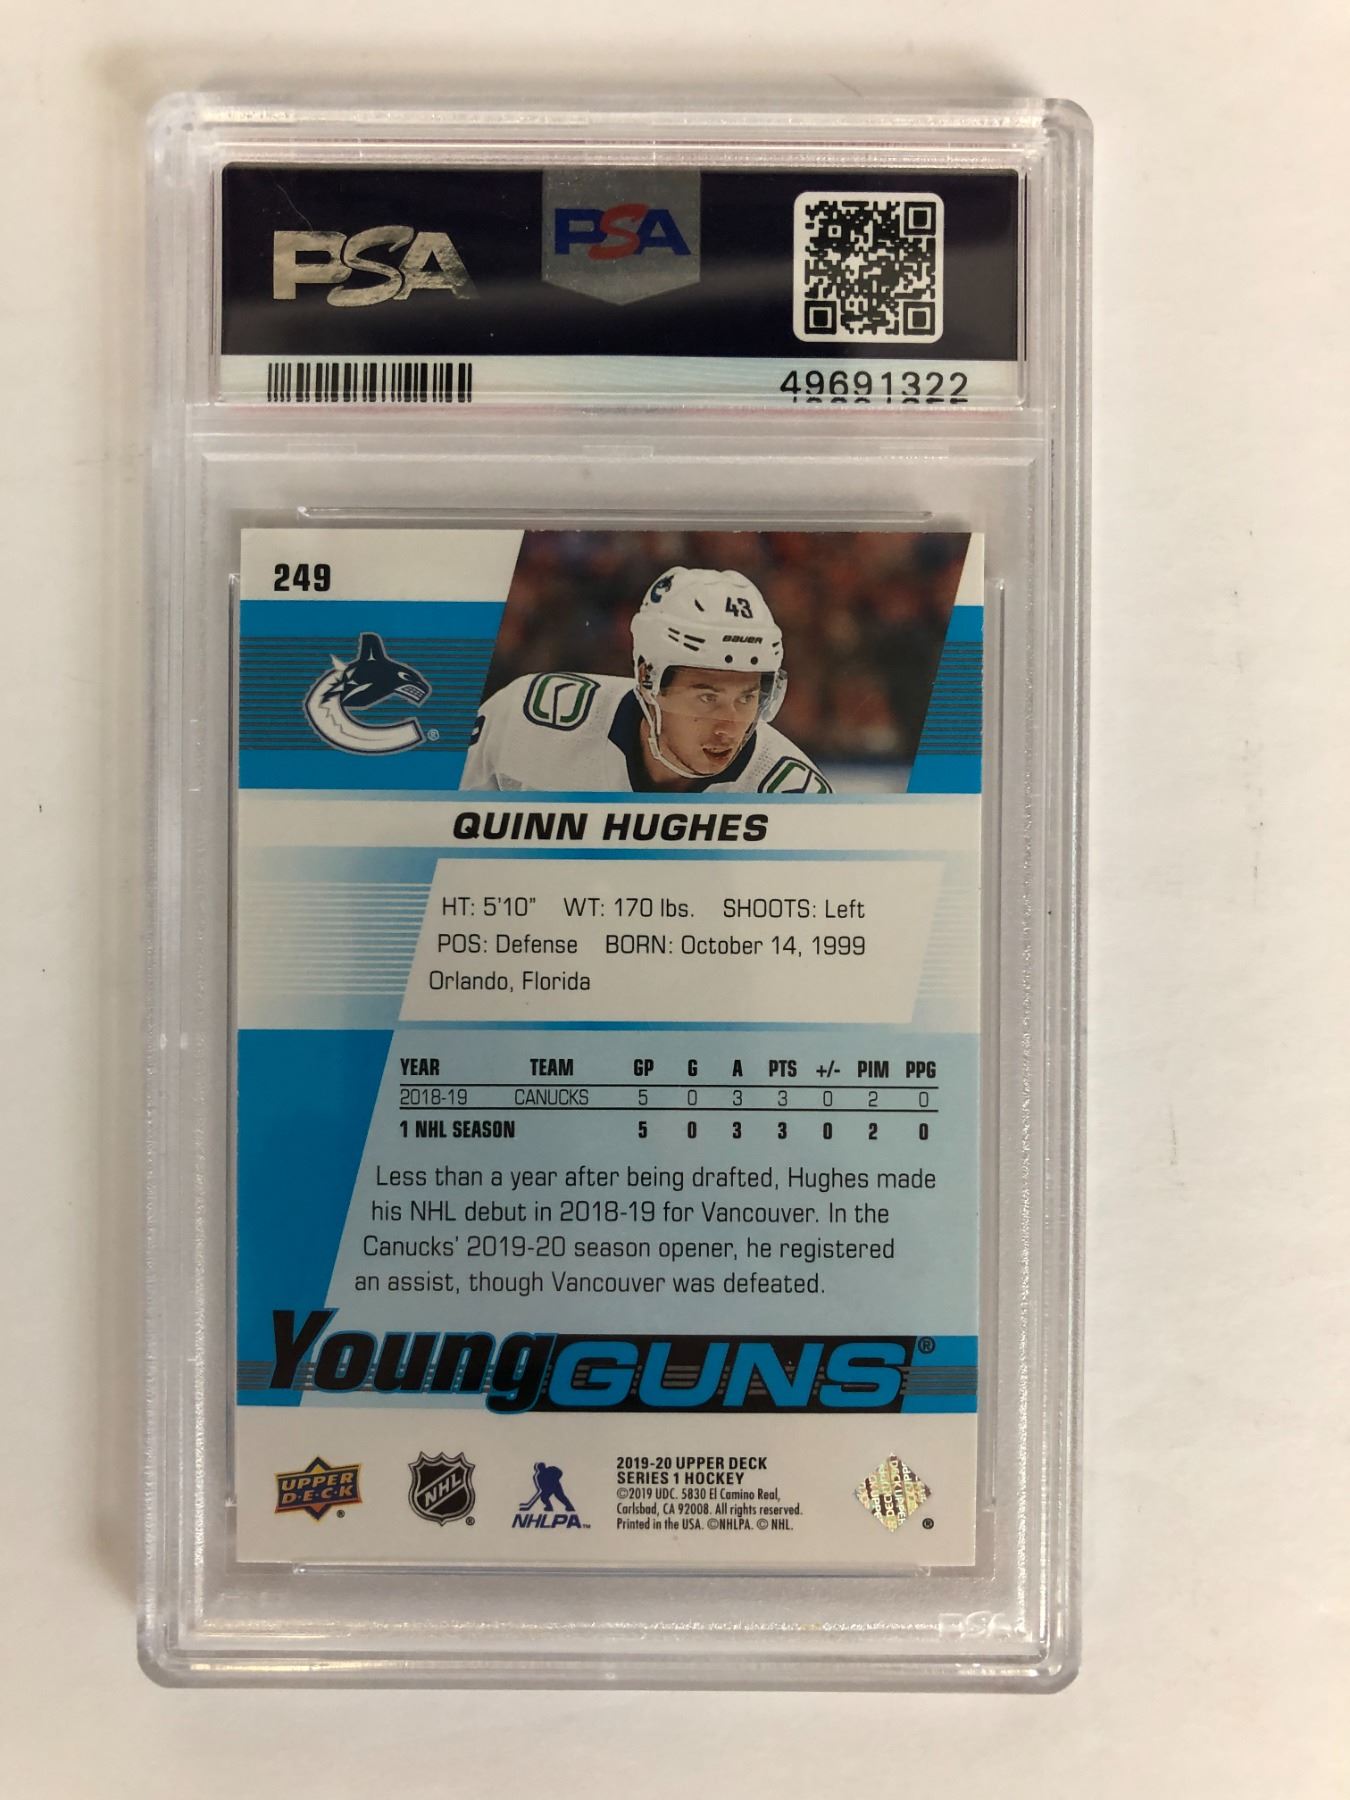 PSA
PSA
49691322
249
43
BAUER
®
QUINN HUGHES
HT: 5'10" WT: 170 lbs. SHOOTS: Left
POS: Defense BORN: October 14, 1999
Orlando, Florida
YEAR TEAM GP G A PTS +/- PIM PPG
2018-19 CANUCKS 5 0 3 3 0 2 0
1 NHL SEASON 5 0 3 3 0 2 0
Less than a year after being drafted, Hughes made
his NHL debut in 2018-19 for Vancouver. In the
Canucks' 2019-20 season opener, he registered
an assist, though Vancouver was defeated.
Young GUNS®
UPPER
D·E·C·K ®
NHL ®
NHLPA™
2019-20 UPPER DECK
SERIES 1 HOCKEY
©2019 UDC. 5830 El Camino Real,
Carlsbad, CA 92008. All rights reserved.
Printed in the USA. ©NHLPA. © NHL.
®
PSA